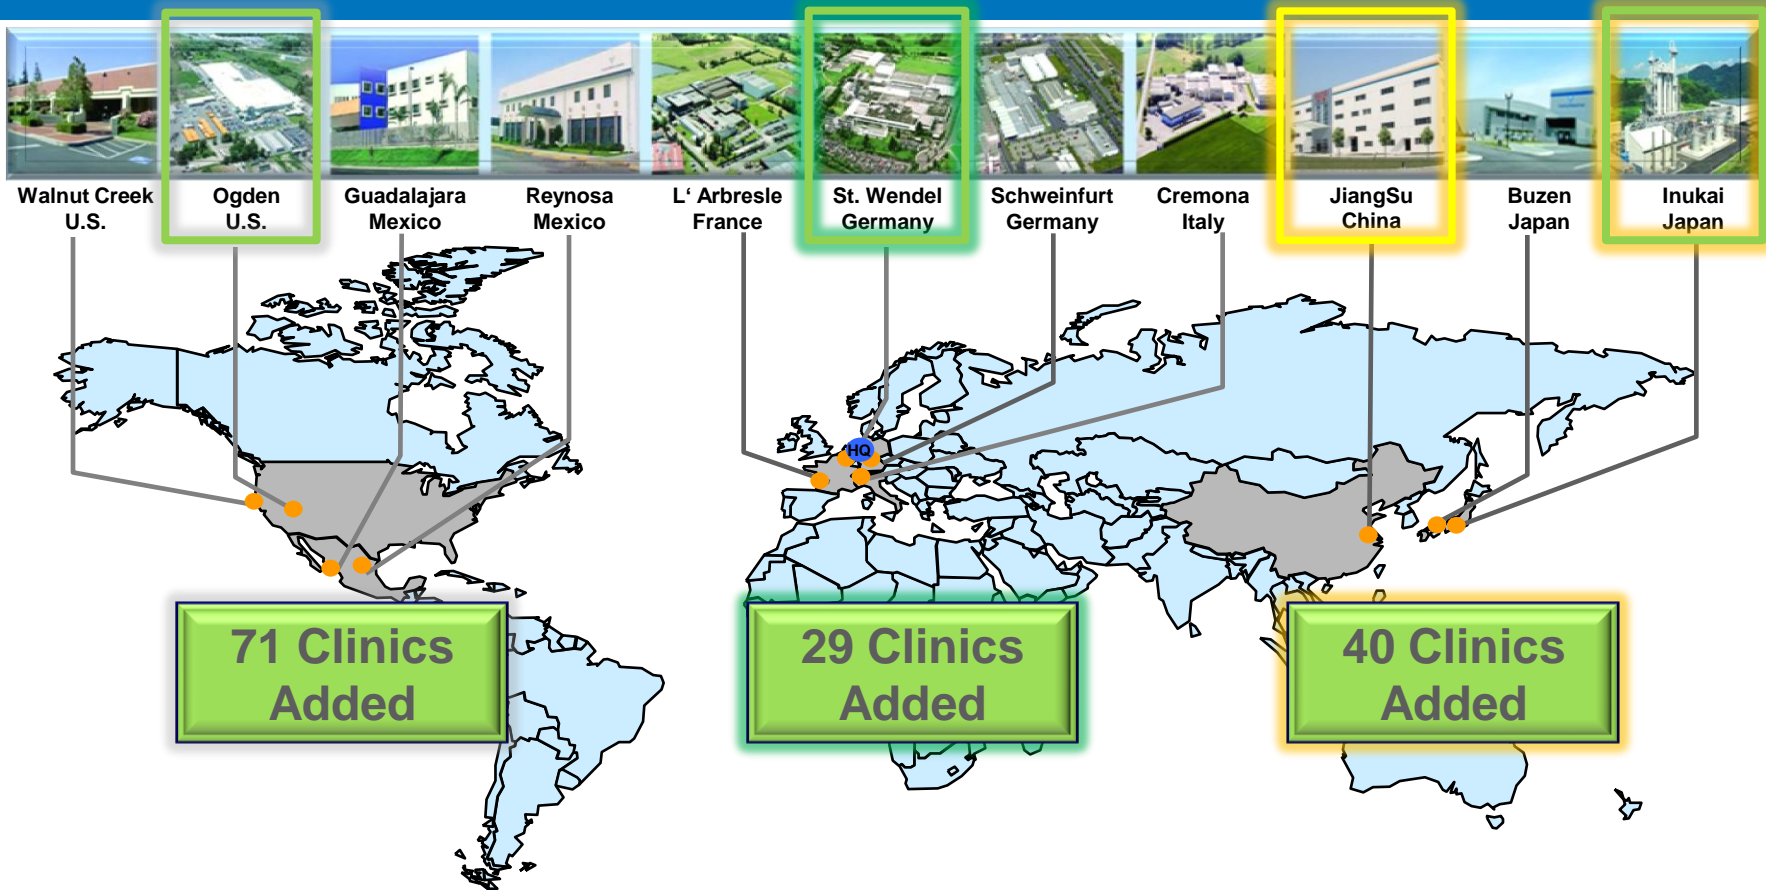 Walnut Creek
U.S.
Ogden
U.S.
Guadalajara
Mexico
Reynosa
Mexico
L‘ Arbresle
France
St. Wendel
Germany
Schweinfurt
Germany
Cremona
Italy
JiangSu
China
Buzen
Japan
Inukai
Japan
HQ
71 Clinics
Added
29 Clinics
Added
40 Clinics
Added